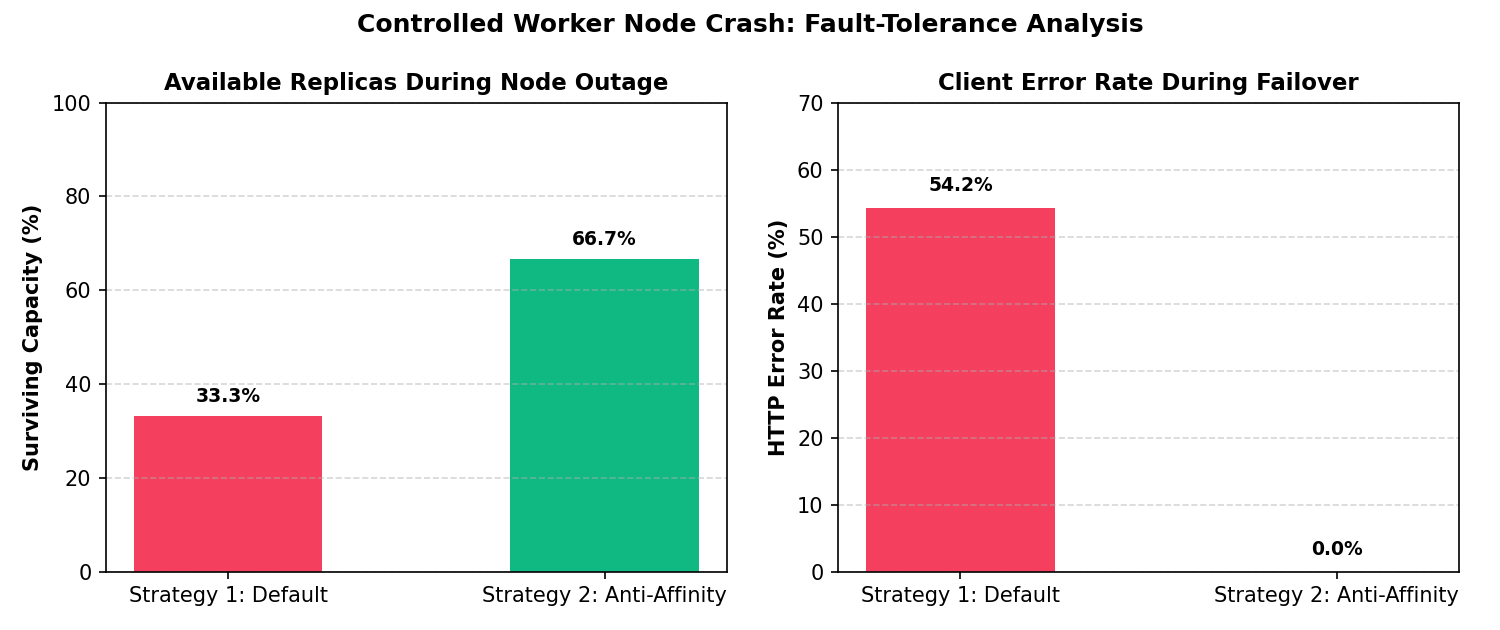 Controlled Worker Node Crash: Fault-Tolerance Analysis
Available Replicas During Node Outage
Surviving Capacity (%)
100
80
60
40
20
0
33.3%
66.7%
Strategy 1: Default
Strategy 2: Anti-Affinity
Client Error Rate During Failover
HTTP Error Rate (%)
70
60
50
40
30
20
10
0
54.2%
0.0%
Strategy 1: Default
Strategy 2: Anti-Affinity